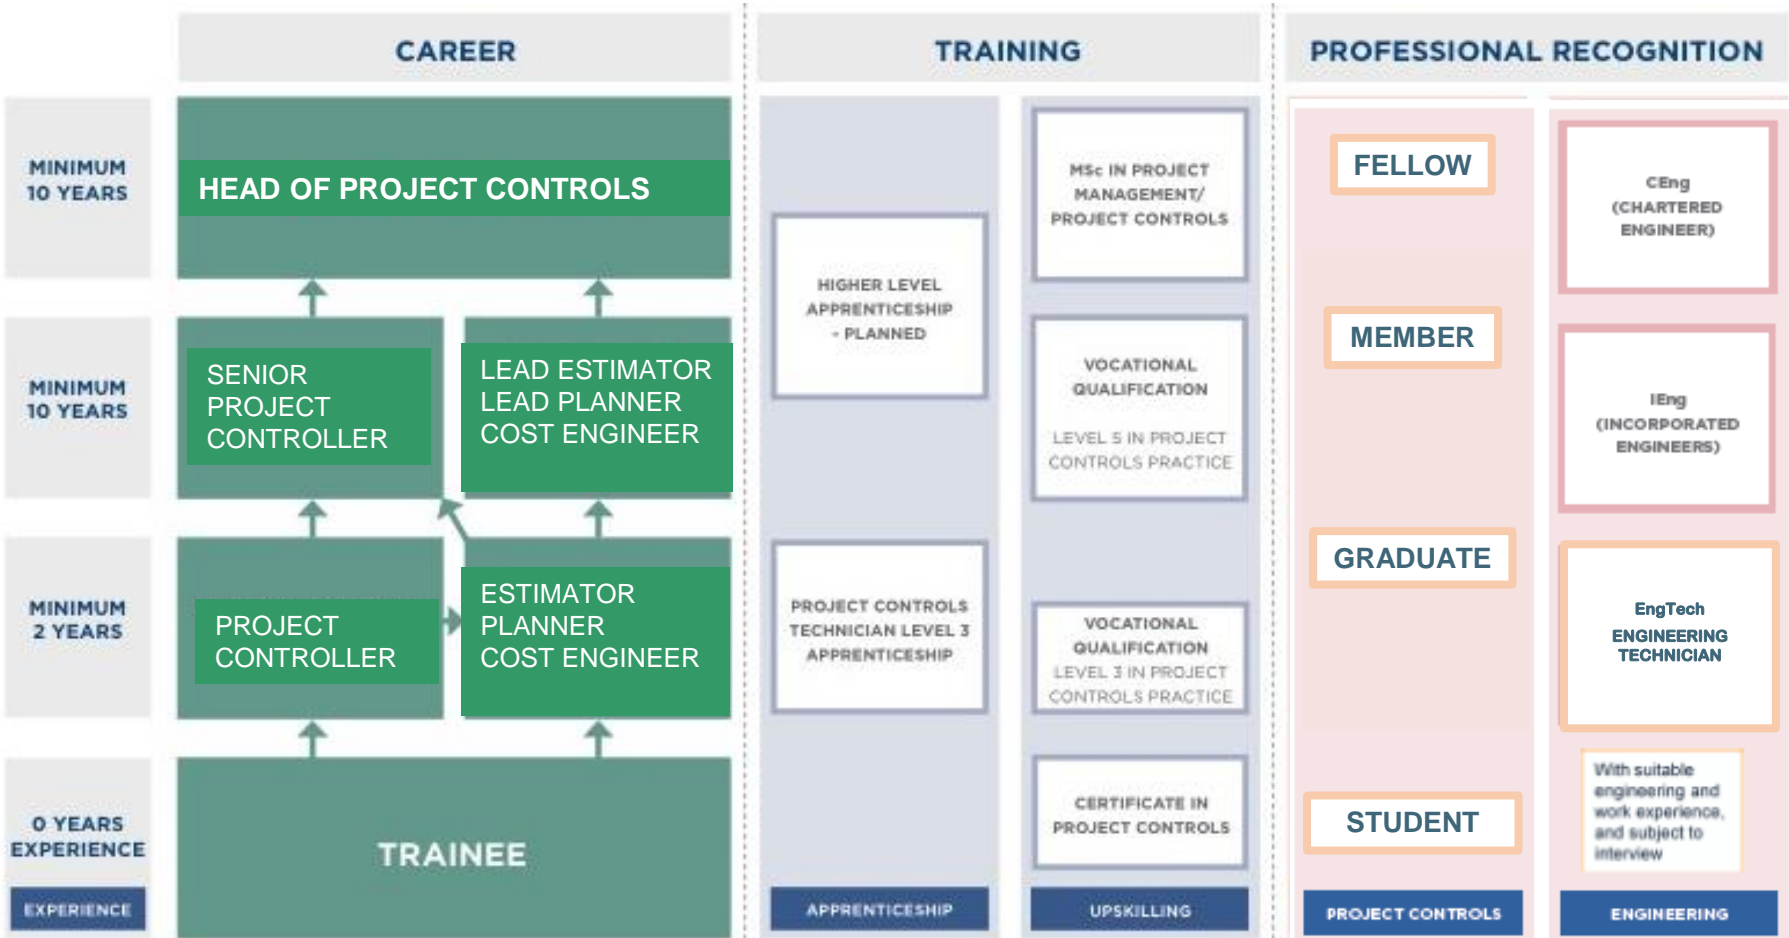 CAREER
TRAINING
PROFESSIONAL RECOGNITION
MINIMUM
10 YEARS
HEAD OF PROJECT CONTROLS
MSc IN PROJECT
MANAGEMENT/
PROJECT CONTROLS
FELLOW
CEng
(CHARTERED
ENGINEER)
HIGHER LEVEL
APPRENTICESHIP
- PLANNED
MINIMUM
10 YEARS
SENIOR
PROJECT
CONTROLLER
LEAD ESTIMATOR
LEAD PLANNER
COST ENGINEER
VOCATIONAL
QUALIFICATION
LEVEL 5 IN PROJECT
CONTROLS PRACTICE
MEMBER
IEng
(INCORPORATED
ENGINEERS)
MINIMUM
2 YEARS
PROJECT
CONTROLLER
ESTIMATOR
PLANNER
COST ENGINEER
PROJECT CONTROLS
TECHNICIAN LEVEL 3
APPRENTICESHIP
VOCATIONAL
QUALIFICATION
LEVEL 3 IN PROJECT
CONTROLS PRACTICE
GRADUATE
EngTech
ENGINEERING
TECHNICIAN
0 YEARS
EXPERIENCE
TRAINEE
CERTIFICATE IN
PROJECT CONTROLS
STUDENT
With suitable
engineering and
work experience,
and subject to
interview
EXPERIENCE
APPRENTICESHIP
UPSKILLING
PROJECT CONTROLS
ENGINEERING